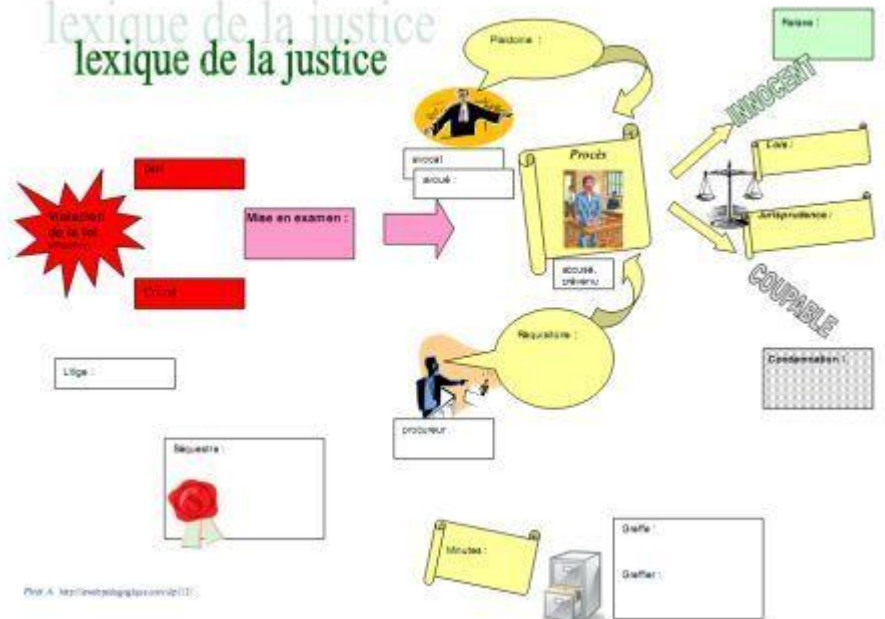 lexique de la justice
lexique de la justice
Plaidoirie :
Relaxe :
INNOCENT
avocat
avoué :
Procès
Lois :
Délit
Violation
de la loi
Mise en examen :
Jurisprudence :
accusé,
prévenu
Crime
COUPABLE
Réquisitoire :
Litige :
Condamnation :
procureur
Séquestre :
Minutes :
Greffe :
Greffier :